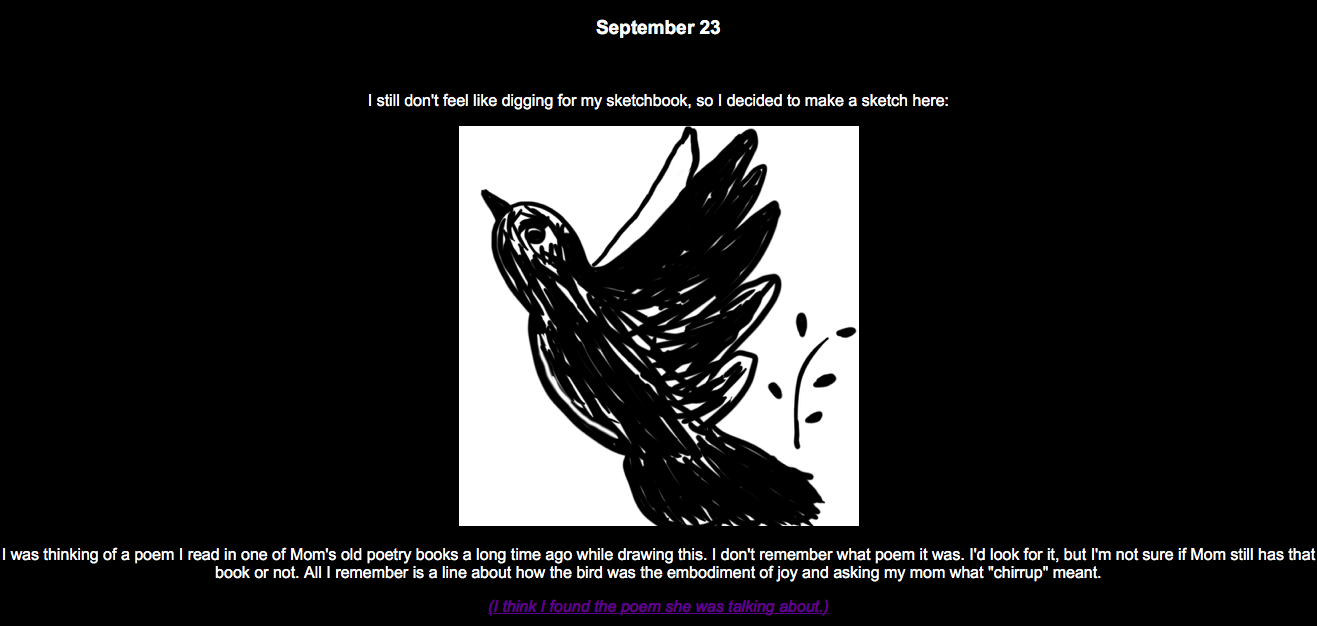 September 23
I still don't feel like digging for my sketchbook, so I decided to make a sketch here:
I was thinking of a poem I read in one of Mom's old poetry books a long time ago while drawing this. I don't remember what poem it was. I'd look for it, but I'm not sure if Mom still has that
book or not. All I remember is a line about how the bird was the embodiment of joy and asking my mom what "chirrup" meant.
(I think I found the poem she was talking about.)